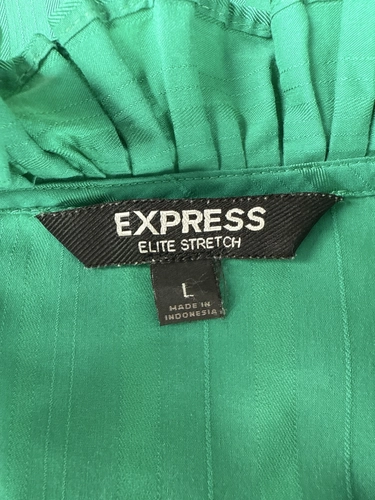 EXPRESS
ELITE STRETCH
L
MADE IN
INDONESIA